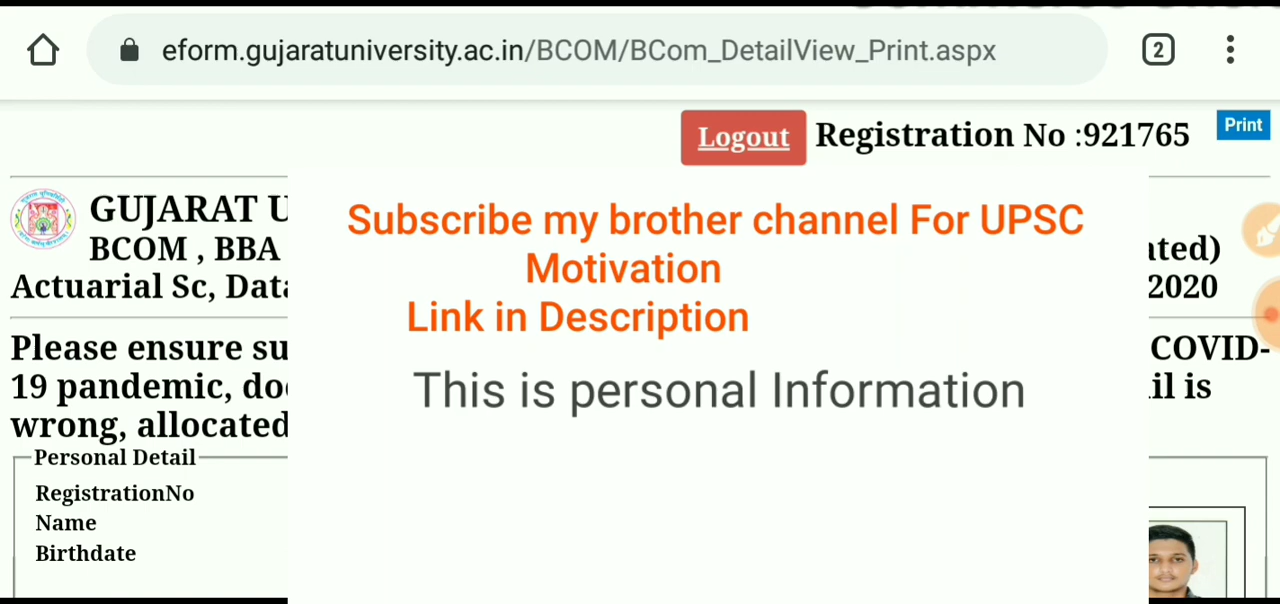 eform.gujaratuniversity.ac.in/BCOM/BCom_DetailView_Print.aspx
2
Logout
Registration No :921765
Print
GUJARAT U
BCOM , BBA
ted)
Actuarial Sc, Data
2020
Subscribe my brother channel For UPSC
Motivation
Link in Description
This is personal Information
Please ensure su
COVID-
19 pandemic, do
il is
wrong, allocated
Personal Detail
RegistrationNo
Name
Birthdate